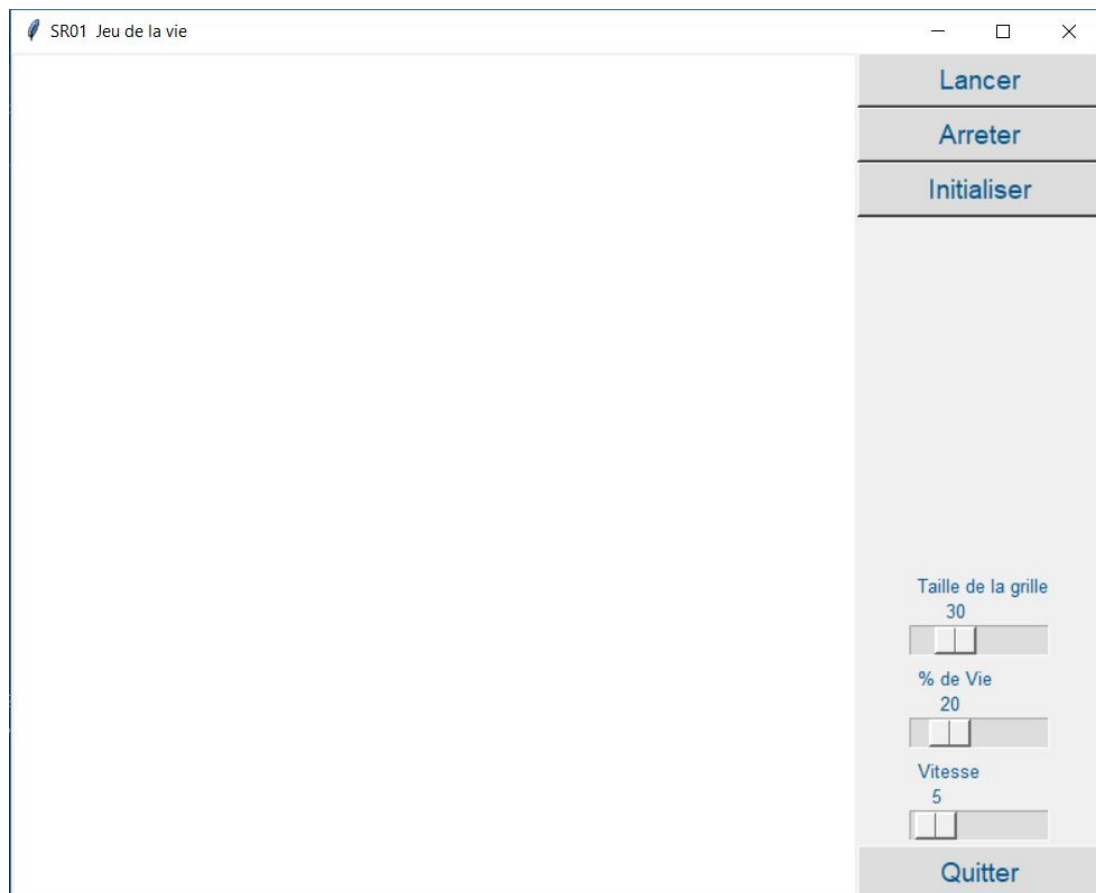 SR01 Jeu de la vie
Lancer
Arreter
Initialiser
Taille de la grille
30
% de Vie
20
Vitesse
5
Quitter